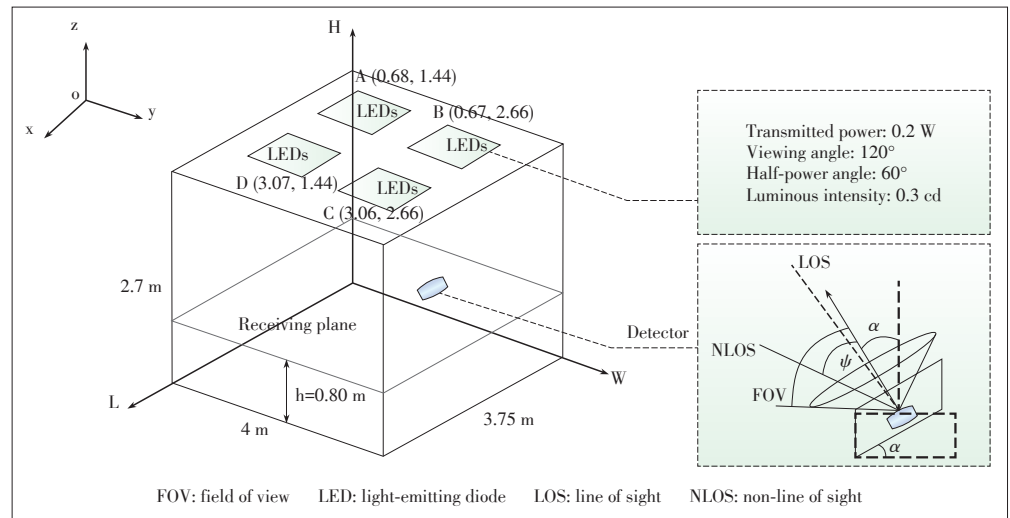 z
o
x
y
H
A (0.68, 1.44)
LEDs
B (0.67, 2.66)
LEDs
LEDs
D (3.07, 1.44)
LEDs
C (3.06, 2.66)
2.7 m
Receiving plane
L
h=0.80 m
4 m
3.75 m
W
Detector
Transmitted power: 0.2 W
Viewing angle: 120°
Half-power angle: 60°
Luminous intensity: 0.3 cd
LOS
α
NLOS
ψ
FOV
α
FOV: field of view LED: light-emitting diode LOS: line of sight NLOS: non-line of sight